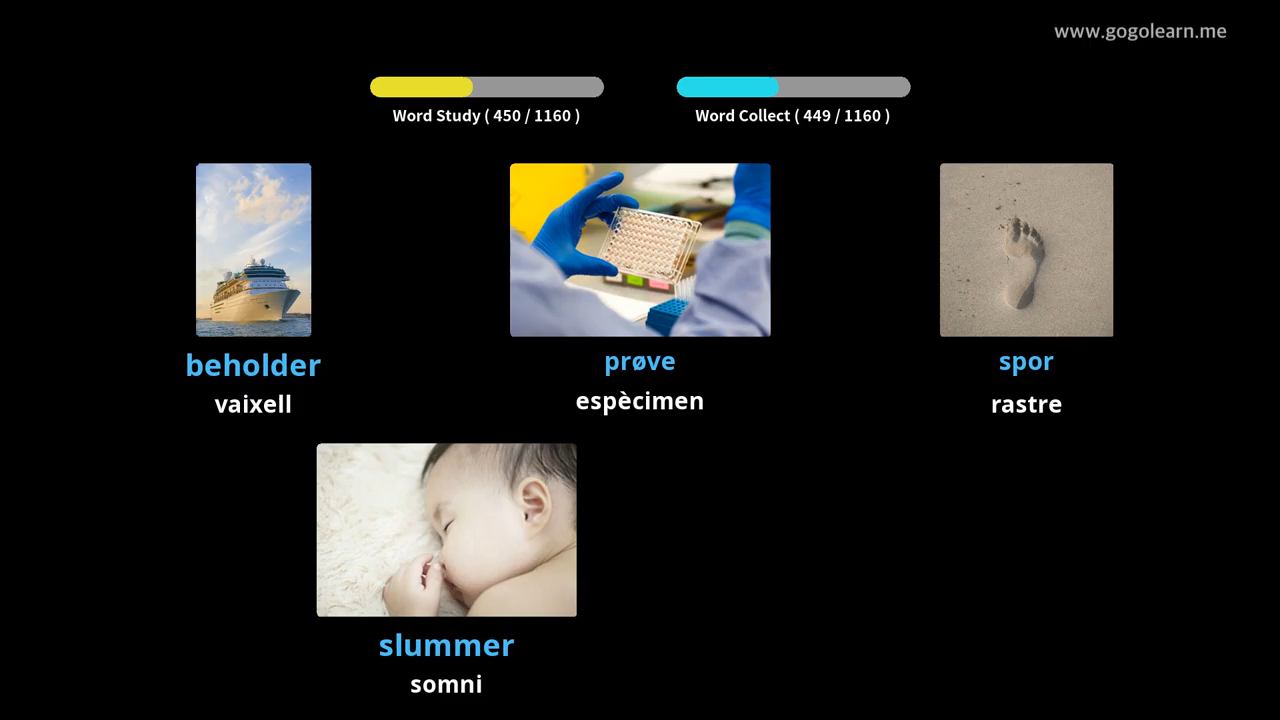 www.gogolearn.me
Word Study ( 450 / 1160 )
Word Collect ( 449 / 1160 )
beholder
vaixell
prøve
espècimen
spor
rastre
slummer
somni